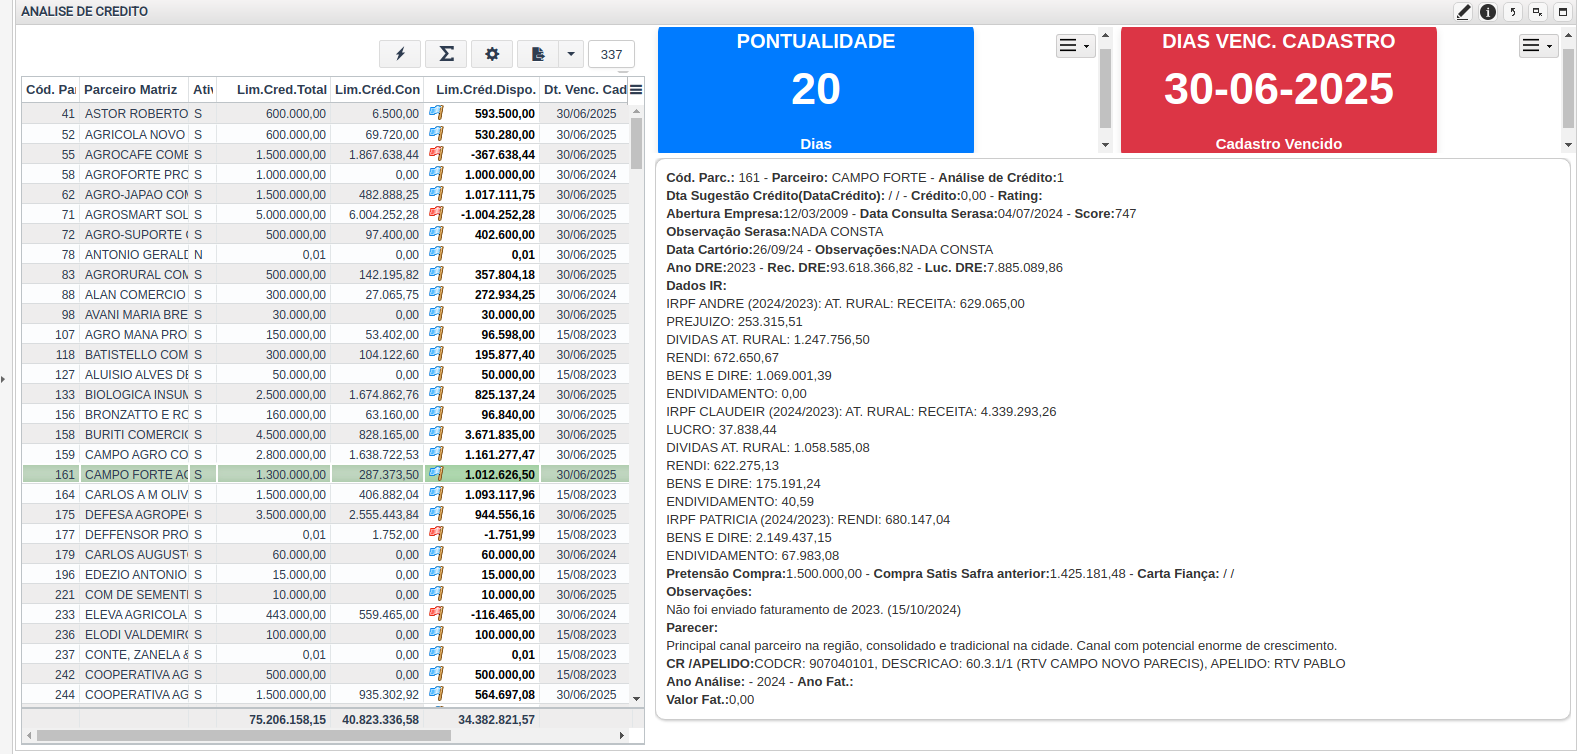 ANALISE DE CREDITO
337
Cód. Pa Parceiro Matriz Ativ Lim.Cred.Total Lim.Créd.Con Lim.Créd.Dispo. Dt. Venc. Cad
41 ASTOR ROBERTO S 600.000,00 6.500,00 593.500,00 30/06/2025
52 AGRICOLA NOVO S 600.000,00 69.720,00 530.280,00 30/06/2025
55 AGROCAFE COME S 1.500.000,00 1.867.638,44 -367.638,44 30/06/2025
58 AGROFORTE PRO S 1.000.000,00 0,00 1.000.000,00 30/06/2024
62 AGRO-JAPAO COM S 1.500.000,00 482.888,25 1.017.111,75 30/06/2025
71 AGROSMART SOL S 5.000.000,00 6.004.252,28 -1.004.252,28 30/06/2025
72 AGRO-SUPORTE S 500.000,00 97.400,00 402.600,00 30/06/2025
78 ANTONIO GERALD N 0,01 0,00 0,01 30/06/2025
83 AGRORURAL COM S 500.000,00 142.195,82 357.804,18 30/06/2025
88 ALAN COMERCIO S 300.000,00 27.065,75 272.934,25 30/06/2024
98 AVANI MARIA BRE S 30.000,00 0,00 30.000,00 30/06/2025
107 AGRO MANA PRO S 150.000,00 53.402,00 96.598,00 15/08/2023
118 BATISTELLO COM S 300.000,00 104.122,60 195.877,40 30/06/2025
127 ALUISIO ALVES DE S 50.000,00 0,00 50.000,00 15/08/2023
133 BIOLOGICA INSUM S 2.500.000,00 1.674.862,76 825.137,24 30/06/2025
156 BRONZATTO E RO S 160.000,00 63.160,00 96.840,00 30/06/2025
158 BURITI COMERCIO S 4.500.000,00 828.165,00 3.671.835,00 30/06/2025
159 CAMPO AGRO CO S 2.800.000,00 1.638.722,53 1.161.277,47 30/06/2025
161 CAMPO FORTE AG S 1.300.000,00 287.373,50 1.012.626,50 30/06/2025
164 CARLOS A M OLIV S 1.500.000,00 406.882,04 1.093.117,96 15/08/2023
175 DEFESA AGROPE S 3.500.000,00 2.555.443,84 944.556,16 30/06/2025
177 DEFFENSOR PRO S 0,01 1.752,00 -1.751,99 15/08/2023
179 CARLOS AUGUST S 60.000,00 0,00 60.000,00 30/06/2024
196 EDEZIO ANTONIO S 15.000,00 0,00 15.000,00 15/08/2023
221 COM DE SEMENTI S 10.000,00 0,00 10.000,00 30/06/2025
233 ELEVA AGRICOLA S 443.000,00 559.465,00 -116.465,00 30/06/2024
236 ELODI VALDEMIRO S 100.000,00 0,00 100.000,00 15/08/2023
237 CONTE, ZANELA & S 0,01 0,00 0,01 15/08/2023
242 COOPERATIVA AG S 500.000,00 0,00 500.000,00 15/08/2023
244 COOPERATIVA AG S 1.500.000,00 935.302,92 564.697,08 30/06/2025
75.206.158,15 40.823.336,58 34.382.821,57
PONTUALIDADE
20
Dias
DIAS VENC. CADASTRO
30-06-2025
Cadastro Vencido
Cód. Parc.: 161 - Parceiro: CAMPO FORTE - Análise de Crédito:1
Dta Sugestão Crédito(DataCrédito): / / - Crédito:0,00 - Rating:
Abertura Empresa:12/03/2009 - Data Consulta Serasa:04/07/2024 - Score:747
Observação Serasa:NADA CONSTA
Data Cartório:26/09/24 - Observações:NADA CONSTA
Ano DRE:2023 - Rec. DRE:93.618.366,82 - Luc. DRE:7.885.089,86
Dados IR:
IRPF ANDRE (2024/2023): AT. RURAL: RECEITA: 629.065,00
PREJUIZO: 253.315,51
DIVIDAS AT. RURAL: 1.247.756,50
RENDI: 672.650,67
BENS E DIRE: 1.069.001,39
ENDIVIDAMENTO: 0,00
IRPF CLAUDEIR (2024/2023): AT. RURAL: RECEITA: 4.339.293,26
LUCRO: 37.838,44
DIVIDAS AT. RURAL: 1.058.585,08
RENDI: 622.275,13
BENS E DIRE: 175.191,24
ENDIVIDAMENTO: 40,59
IRPF PATRICIA (2024/2023): RENDI: 680.147,04
BENS E DIRE: 2.149.437,15
ENDIVIDAMENTO: 67.983,08
Pretensão Compra:1.500.000,00 - Compra Satis Safra anterior:1.425.181,48 - Carta Fiança: / /
Observações:
Não foi enviado faturamento de 2023. (15/10/2024)
Parecer:
Principal canal parceiro na região, consolidado e tradicional na cidade. Canal com potencial enorme de crescimento.
CR /APELIDO:CODCR: 907040101, DESCRICAO: 60.3.1/1 (RTV CAMPO NOVO PARECIS), APELIDO: RTV PABLO
Ano Análise: - 2024 - Ano Fat.:
Valor Fat.:0,00